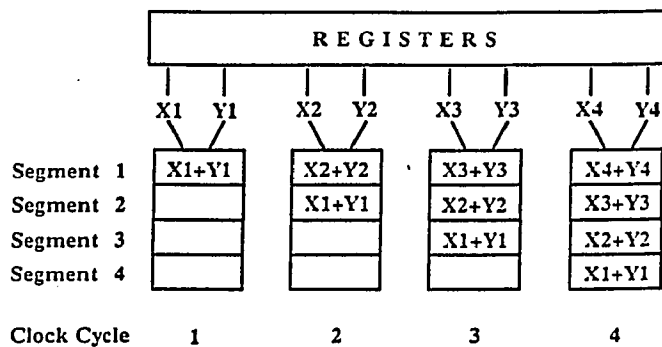 REGISTERS
X1 Y1 X2 Y2 X3 Y3 X4 Y4
Segment 1 X1+Y1 X2+Y2 X3+Y3 X4+Y4
Segment 2 X1+Y1 X2+Y2 X3+Y3
Segment 3 X1+Y1 X2+Y2
Segment 4 X1+Y1
Clock Cycle 1 2 3 4